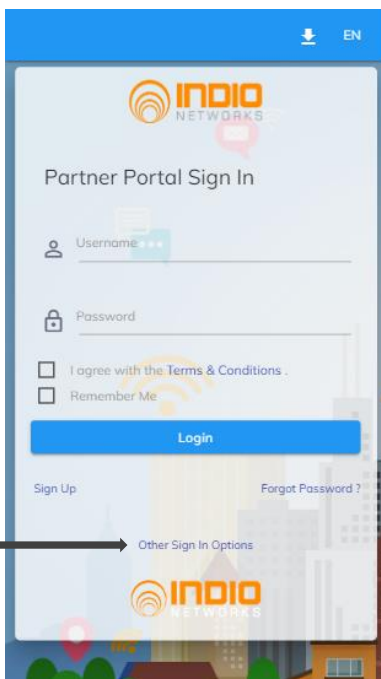 EN
INDIO
NETWORKS
Partner Portal Sign In
Username
Password
I agree with the Terms & Conditions .
Remember Me
Login
Sign Up Forgot Password ?
Other Sign In Options
INDIO
NETWORKS